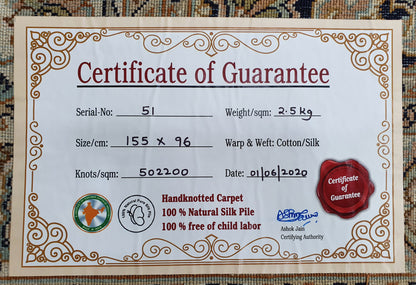 Certificate of Guarantee
Serial-No: 51 Weight/sqm: 2.5kg
Size/cm: 155 x 96 Warp & Weft: Cotton/Silk
Knots/sqm: 502200 Date: 01/06/2020
Handknotted Carpet
100 % Natural Silk Pile
100 % free of child labor
Certificate
of
Guarantee
Ashok Jain
Certifying Authority